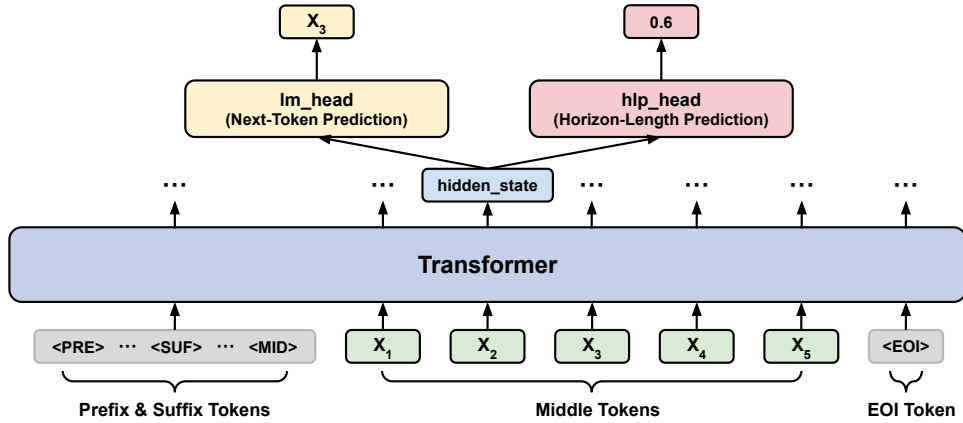 X₃ 0.6
lm_head hlp_head
(Next-Token Prediction) (Horizon-Length Prediction)
... ... hidden_state ... ... ... ...
Transformer
<PRE> ... <SUF> ... <MID> X₁ X₂ X₃ X₄ X₅ <EOI>
Prefix & Suffix Tokens Middle Tokens EOI Token